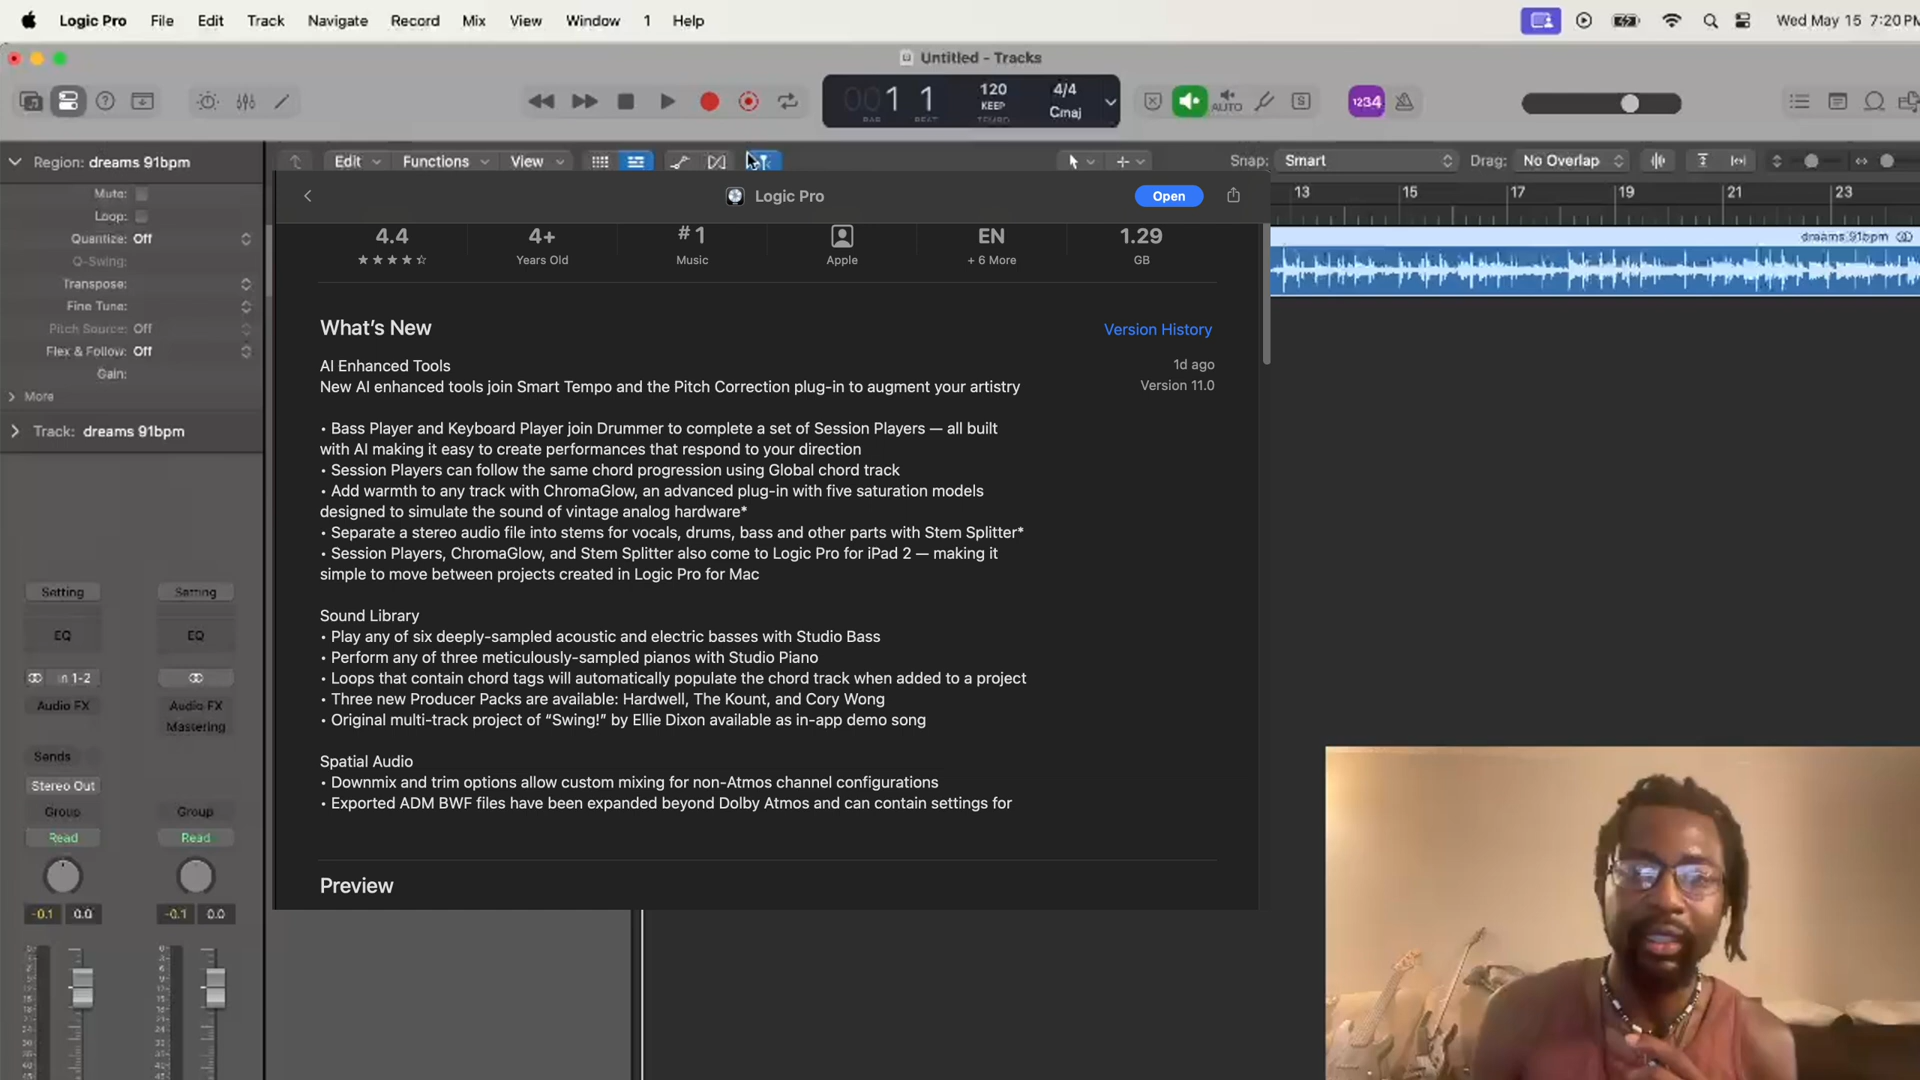 Logic Pro File Edit Track Navigate Record Mix View Window 1 Help Wed May 15 7:20PM
Untitled - Tracks
001 1 120 4/4
KEEP Cmaj
BAR BEAT TEMPO
AUTO S 1234
Region: dreams 91bpm
Edit Functions View Snap: Smart Drag: No Overlap
Mute:
Loop:
Quantize: Off
Q-Swing:
Transpose:
Fine Tune:
Pitch Source: Off
Flex & Follow: Off
Gain:
More
Track: dreams 91bpm
13 15 17 19 21 23
dreams 91bpm
Logic Pro Open
4.4 4+ #1 EN 1.29
★★★★☆ Years Old Music Apple + 6 More GB
What’s New Version History
AI Enhanced Tools 1d ago
New AI enhanced tools join Smart Tempo and the Pitch Correction plug-in to augment your artistry Version 11.0
• Bass Player and Keyboard Player join Drummer to complete a set of Session Players — all built
with AI making it easy to create performances that respond to your direction
• Session Players can follow the same chord progression using Global chord track
• Add warmth to any track with ChromaGlow, an advanced plug-in with five saturation models
designed to simulate the sound of vintage analog hardware*
• Separate a stereo audio file into stems for vocals, drums, bass and other parts with Stem Splitter*
• Session Players, ChromaGlow, and Stem Splitter also come to Logic Pro for iPad 2 — making it
simple to move between projects created in Logic Pro for Mac
Sound Library
• Play any of six deeply-sampled acoustic and electric basses with Studio Bass
• Perform any of three meticulously-sampled pianos with Studio Piano
• Loops that contain chord tags will automatically populate the chord track when added to a project
• Three new Producer Packs are available: Hardwell, The Kount, and Cory Wong
• Original multi-track project of “Swing!” by Ellie Dixon available as in-app demo song
Spatial Audio
• Downmix and trim options allow custom mixing for non-Atmos channel configurations
• Exported ADM BWF files have been expanded beyond Dolby Atmos and can contain settings for
Preview
Setting Setting
EQ EQ
In 1-2
Audio FX Audio FX
Mastering
Sends
Stereo Out
Group Group
Read Read
-0.1 0.0 -0.1 0.0